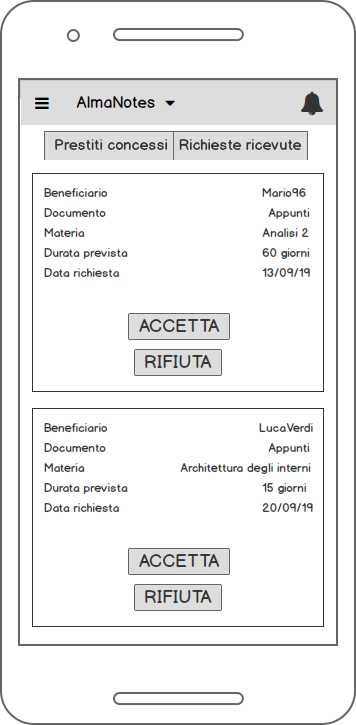 AlmaNotes
Prestiti concessi Richieste ricevute
Beneficiario Mario96
Documento Appunti
Materia Analisi 2
Durata prevista 60 giorni
Data richiesta 13/09/19
ACCETTA
RIFIUTA
Beneficiario LucaVerdi
Documento Appunti
Materia Architettura degli interni
Durata prevista 15 giorni
Data richiesta 20/09/19
ACCETTA
RIFIUTA